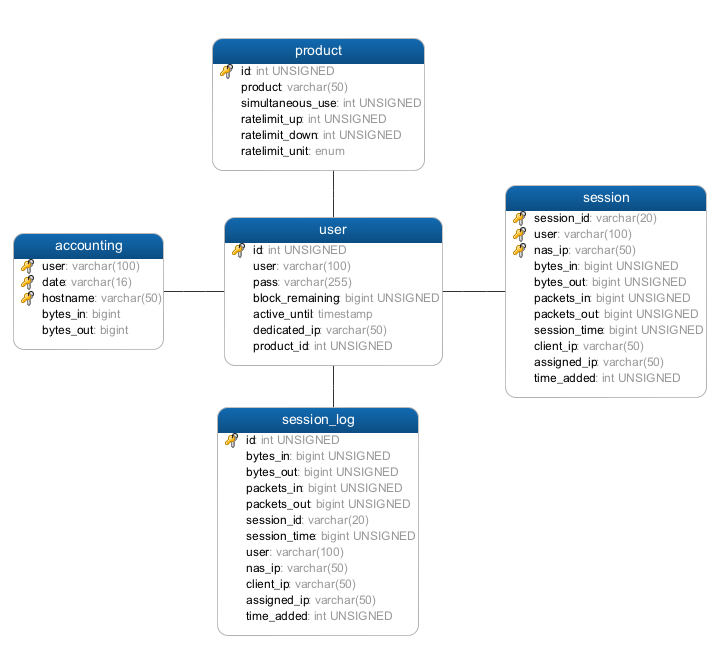 product
id: int UNSIGNED
product: varchar(50)
simultaneous_use: int UNSIGNED
ratelimit_up: int UNSIGNED
ratelimit_down: int UNSIGNED
ratelimit_unit: enum
user
id: int UNSIGNED
user: varchar(100)
pass: varchar(255)
block_remaining: bigint UNSIGNED
active_until: timestamp
dedicated_ip: varchar(50)
product_id: int UNSIGNED
accounting
user: varchar(100)
date: varchar(16)
hostname: varchar(50)
bytes_in: bigint
bytes_out: bigint
session
session_id: varchar(20)
user: varchar(100)
nas_ip: varchar(50)
bytes_in: bigint UNSIGNED
bytes_out: bigint UNSIGNED
packets_in: bigint UNSIGNED
packets_out: bigint UNSIGNED
session_time: bigint UNSIGNED
client_ip: varchar(50)
assigned_ip: varchar(50)
time_added: int UNSIGNED
session_log
id: int UNSIGNED
bytes_in: bigint UNSIGNED
bytes_out: bigint UNSIGNED
packets_in: bigint UNSIGNED
packets_out: bigint UNSIGNED
session_id: varchar(20)
session_time: bigint UNSIGNED
user: varchar(100)
nas_ip: varchar(50)
client_ip: varchar(50)
assigned_ip: varchar(50)
time_added: int UNSIGNED